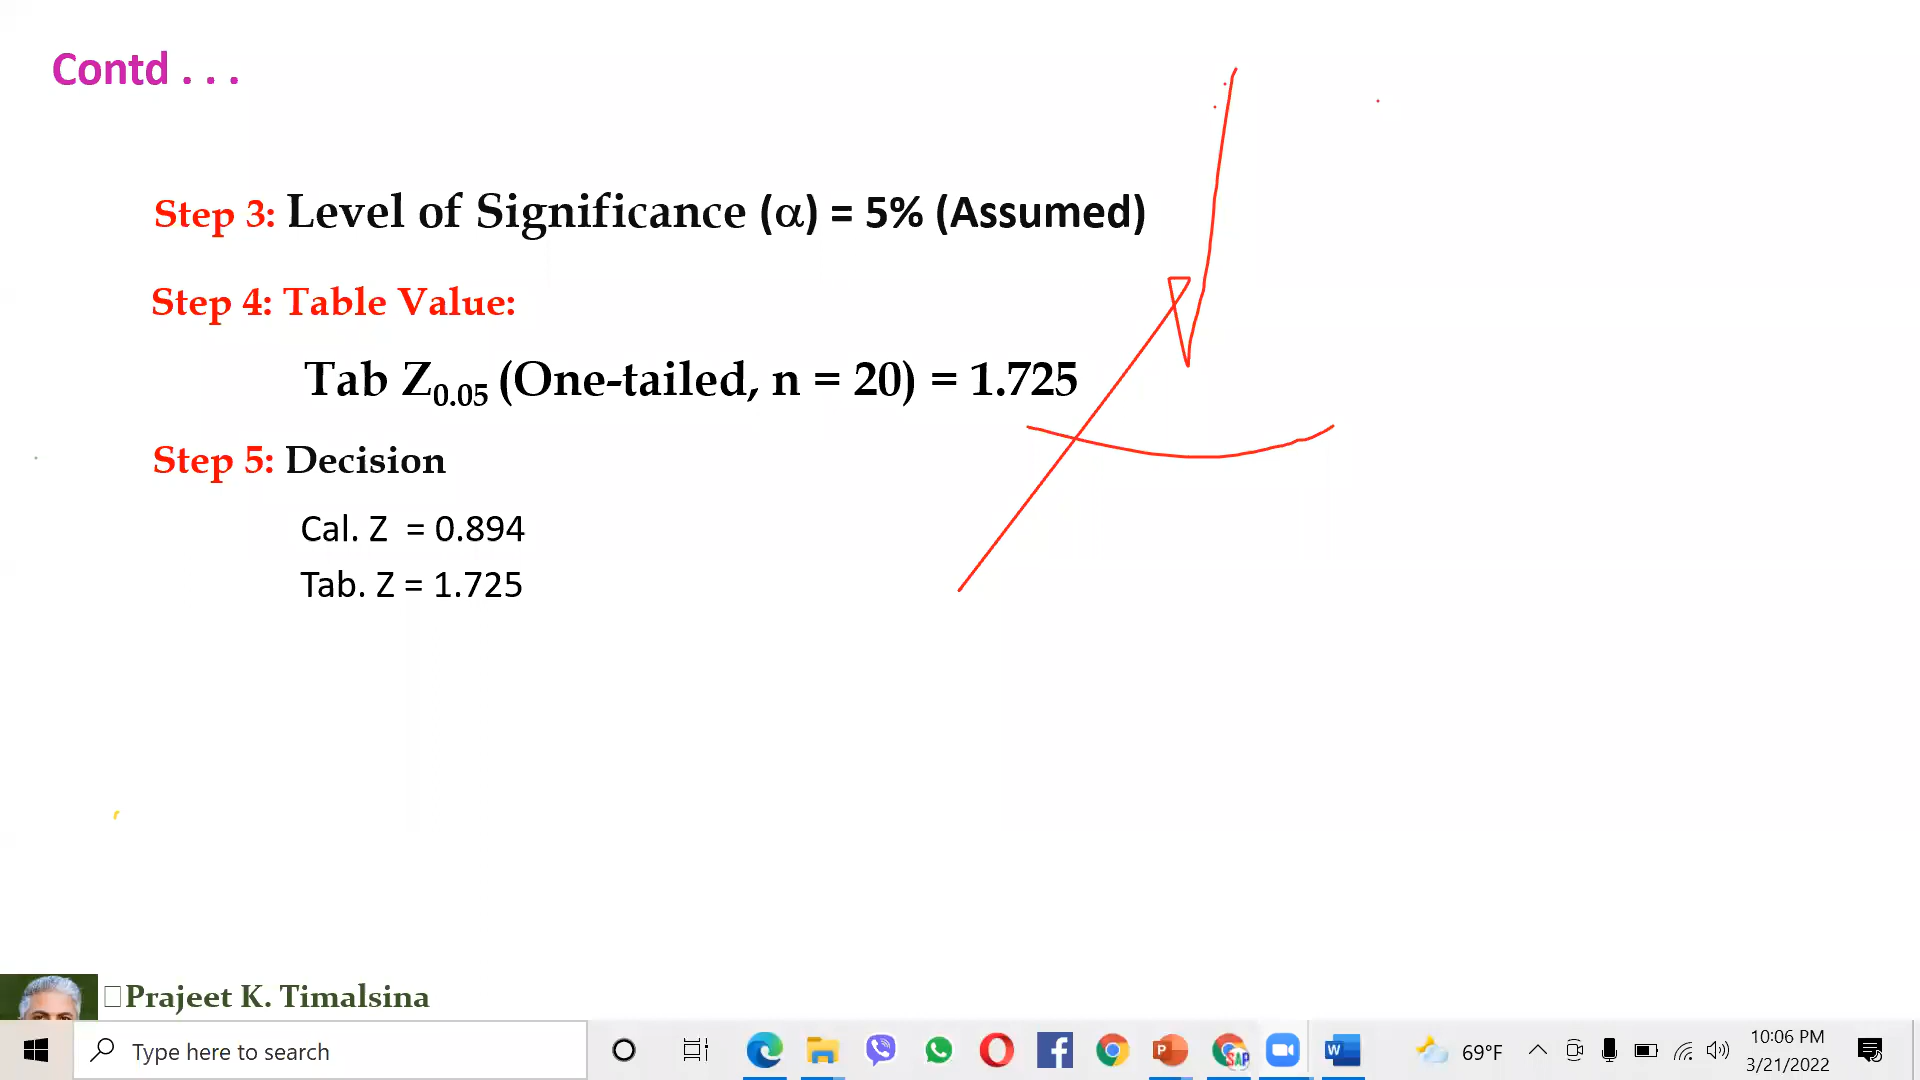 Contd . . .
Step 3: Level of Significance (α) = 5% (Assumed)
Step 4: Table Value:
Tab Z0.05 (One-tailed, n = 20) = 1.725
Step 5: Decision
Cal. Z = 0.894
Tab. Z = 1.725
Prajeet K. Timalsina
Type here to search
SAP
69°F
10:06 PM
3/21/2022